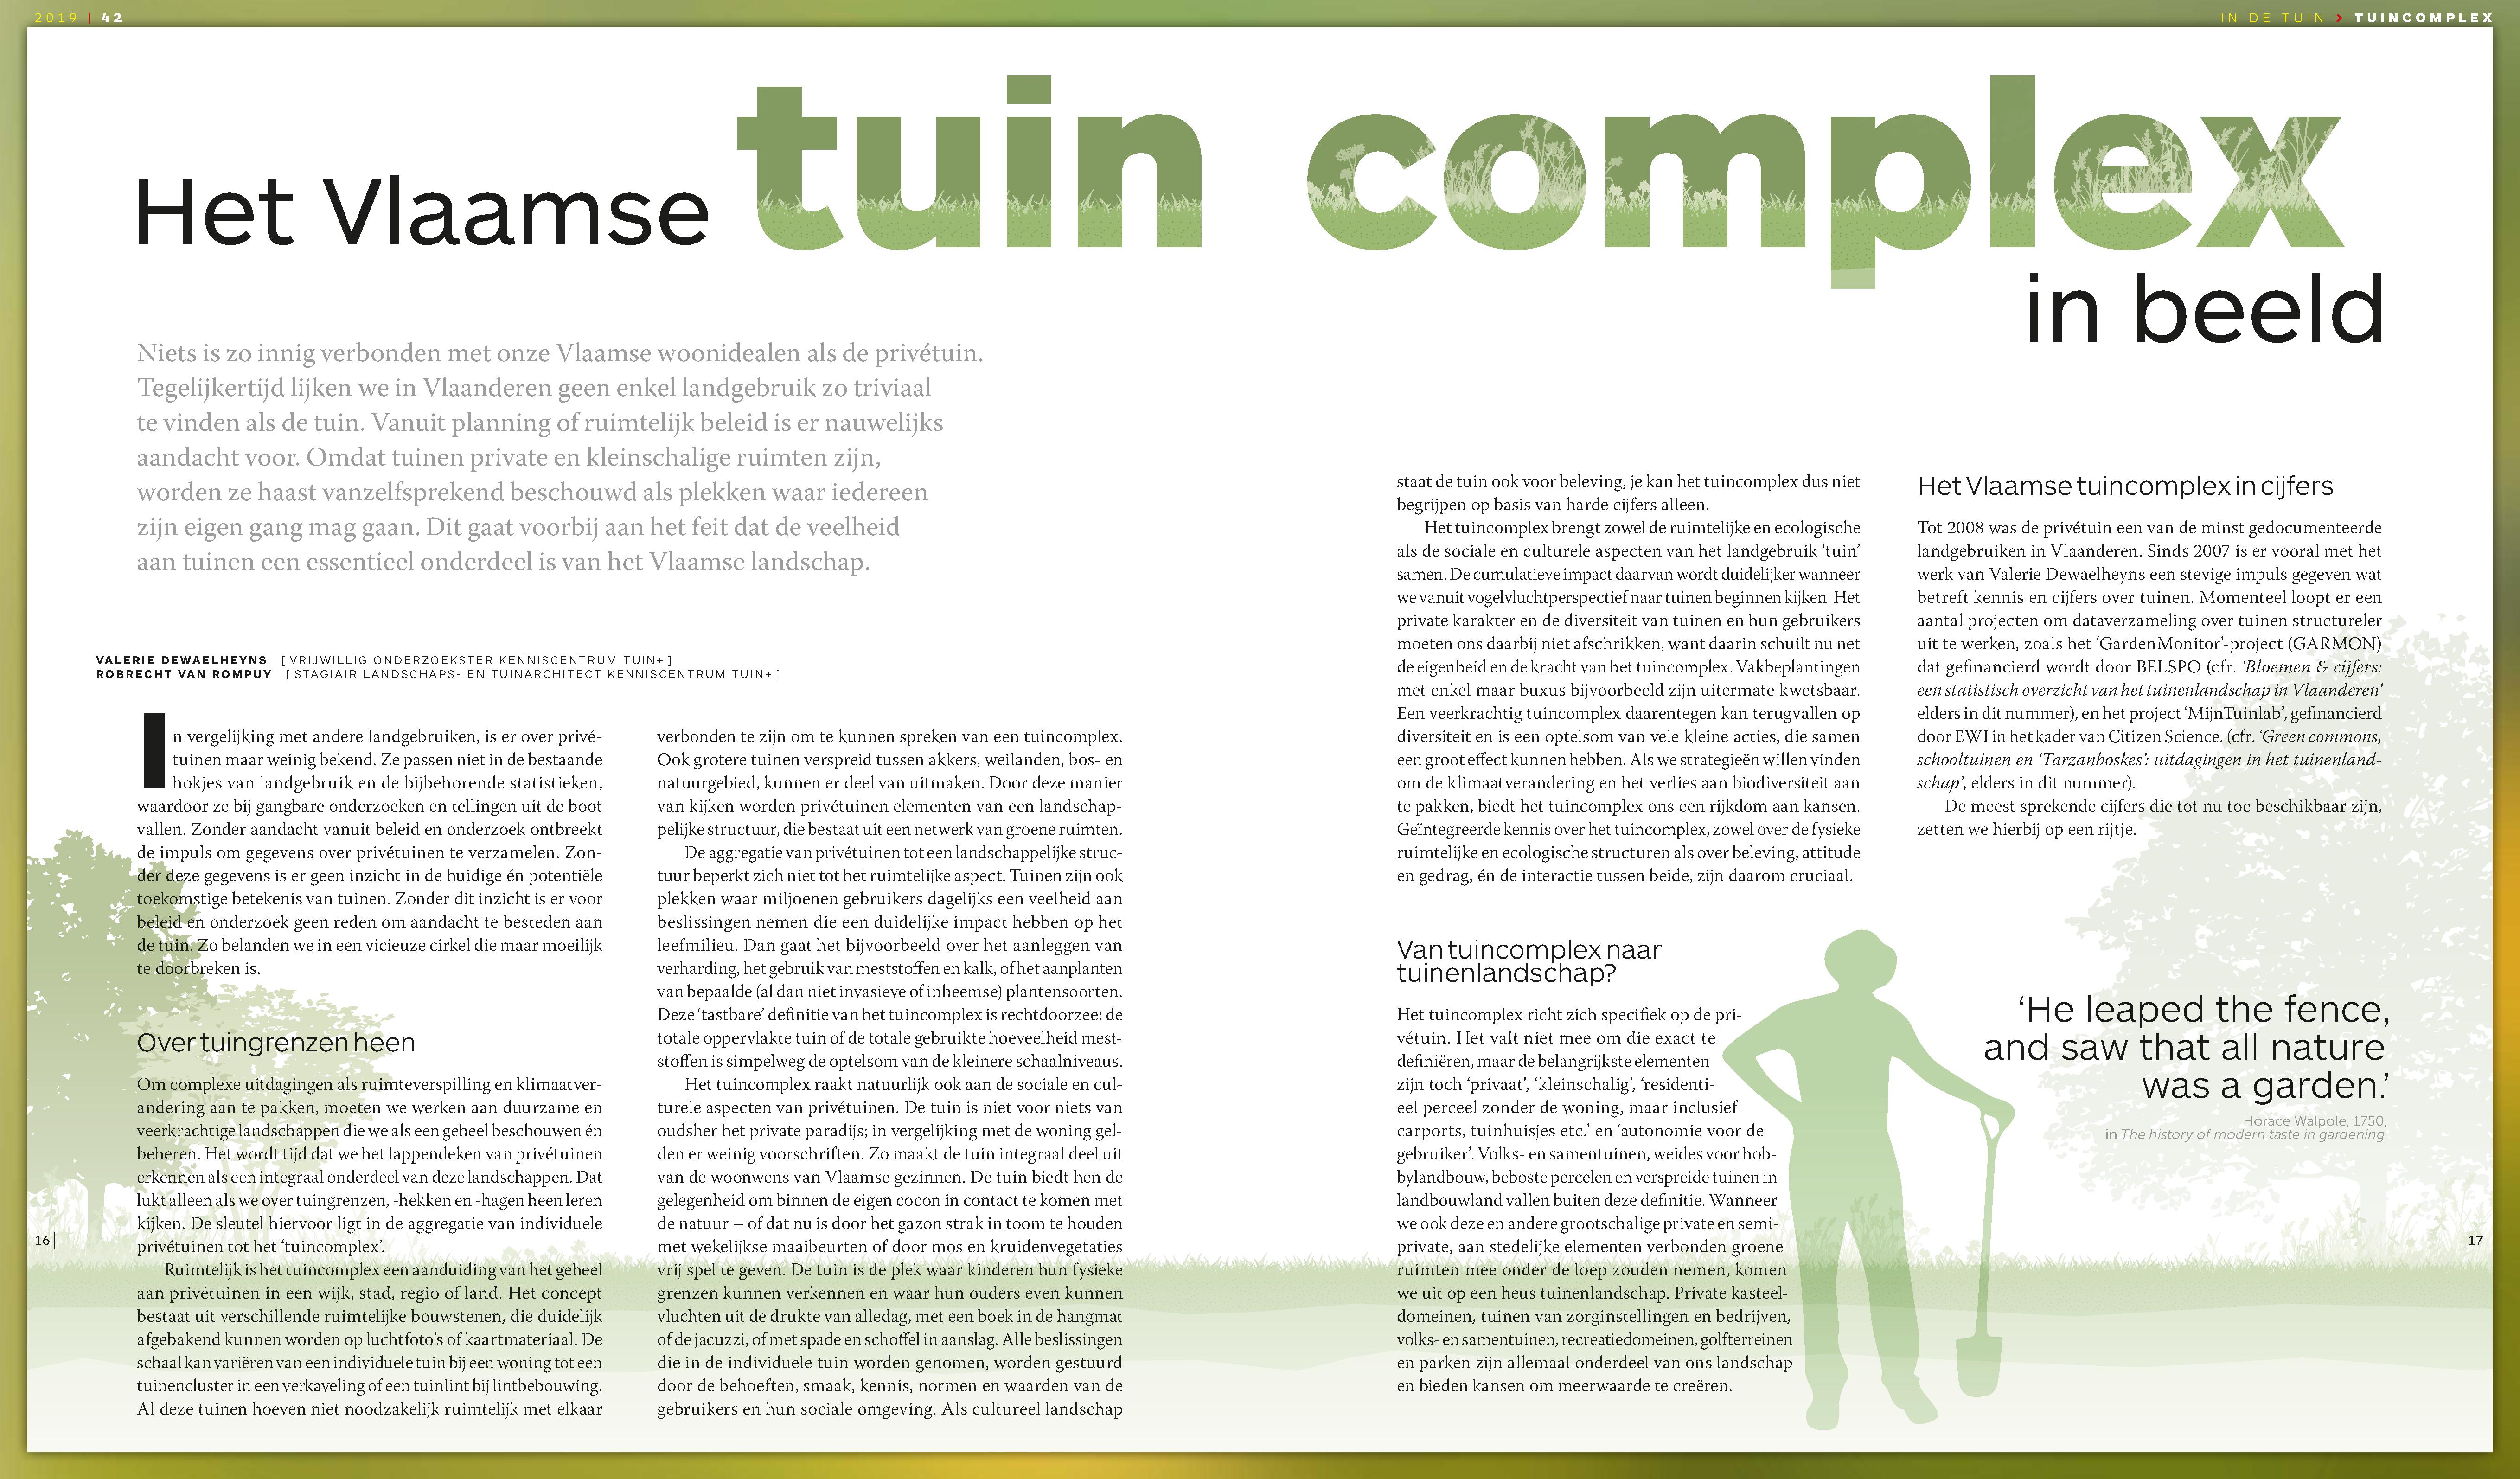 2019 | 42
IN DE TUIN > TUINCOMPLEX
Het Vlaamse tuin complex
in beeld
Niets is zo innig verbonden met onze Vlaamse woonidealen als de privétuin.
Tegelijkertijd lijken we in Vlaanderen geen enkel landgebruik zo triviaal
te vinden als de tuin. Vanuit planning of ruimtelijk beleid is er nauwelijks
aandacht voor. Omdat tuinen private en kleinschalige ruimten zijn,
worden ze haast vanzelfsprekend beschouwd als plekken waar iedereen
zijn eigen gang mag gaan. Dit gaat voorbij aan het feit dat de veelheid
aan tuinen een essentieel onderdeel is van het Vlaamse landschap.
VALERIE DEWAELHEYNS [ VRIJWILLIG ONDERZOEKSTER KENNISCENTRUM TUIN+ ]
ROBRECHT VAN ROMPUY [ STAGIAIR LANDSCHAPS- EN TUINARCHITECT KENNISCENTRUM TUIN+ ]
In vergelijking met andere landgebruiken, is er over privé-
tuinen maar weinig bekend. Ze passen niet in de bestaande
hokjes van landgebruik en de bijbehorende statistieken,
waardoor ze bij gangbare onderzoeken en tellingen uit de boot
vallen. Zonder aandacht vanuit beleid en onderzoek ontbreekt
de impuls om gegevens over privétuinen te verzamelen. Zon-
der deze gegevens is er geen inzicht in de huidige én potentiële
toekomstige betekenis van tuinen. Zonder dit inzicht is er voor
beleid en onderzoek geen reden om aandacht te besteden aan
de tuin. Zo belanden we in een vicieuze cirkel die maar moeilijk
te doorbreken is.
Over tuingrenzen heen
Om complexe uitdagingen als ruimteverspilling en klimaatver-
andering aan te pakken, moeten we werken aan duurzame en
veerkrachtige landschappen die we als een geheel beschouwen én
beheren. Het wordt tijd dat we het lappendeken van privétuinen
erkennen als een integraal onderdeel van deze landschappen. Dat
lukt alleen als we over tuingrenzen, -hekken en -hagen heen leren
kijken. De sleutel hiervoor ligt in de aggregatie van individuele
privétuinen tot het ‘tuincomplex’.
Ruimtelijk is het tuincomplex een aanduiding van het geheel
aan privétuinen in een wijk, stad, regio of land. Het concept
bestaat uit verschillende ruimtelijke bouwstenen, die duidelijk
afgebakend kunnen worden op luchtfoto’s of kaartmateriaal. De
schaal kan variëren van een individuele tuin bij een woning tot een
tuinencluster in een verkaveling of een tuinlint bij lintbebouwing.
Al deze tuinen hoeven niet noodzakelijk ruimtelijk met elkaar
verbonden te zijn om te kunnen spreken van een tuincomplex.
Ook grotere tuinen verspreid tussen akkers, weilanden, bos- en
natuurgebied, kunnen er deel van uitmaken. Door deze manier
van kijken worden privétuinen elementen van een landschap-
pelijke structuur, die bestaat uit een netwerk van groene ruimten.
De aggregatie van privétuinen tot een landschappelijke struc-
tuur beperkt zich niet tot het ruimtelijke aspect. Tuinen zijn ook
plekken waar miljoenen gebruikers dagelijks een veelheid aan
beslissingen nemen die een duidelijke impact hebben op het
leefmilieu. Dan gaat het bijvoorbeeld over het aanleggen van
verharding, het gebruik van meststoffen en kalk, of het aanplanten
van bepaalde (al dan niet invasieve of inheemse) plantensoorten.
Deze ‘tastbare’ definitie van het tuincomplex is rechtdoorzee: de
totale oppervlakte tuin of de totale gebruikte hoeveelheid mest-
stoffen is simpelweg de optelsom van de kleinere schaalniveaus.
Het tuincomplex raakt natuurlijk ook aan de sociale en cul-
turele aspecten van privétuinen. De tuin is niet voor niets van
oudsher het private paradijs; in vergelijking met de woning gel-
den er weinig voorschriften. Zo maakt de tuin integraal deel uit
van de woonwens van Vlaamse gezinnen. De tuin biedt hen de
gelegenheid om binnen de eigen cocon in contact te komen met
de natuur – of dat nu is door het gazon strak in toom te houden
met wekelijkse maaibeurten of door mos en kruidenvegetaties
vrij spel te geven. De tuin is de plek waar kinderen hun fysieke
grenzen kunnen verkennen en waar hun ouders even kunnen
vluchten uit de drukte van alledag, met een boek in de hangmat
of de jacuzzi, of met spade en schoffel in aanslag. Alle beslissingen
die in de individuele tuin worden genomen, worden gestuurd
door de behoeften, smaak, kennis, normen en waarden van de
gebruikers en hun sociale omgeving. Als cultureel landschap
16
staat de tuin ook voor beleving, je kan het tuincomplex dus niet
begrijpen op basis van harde cijfers alleen.
Het tuincomplex brengt zowel de ruimtelijke en ecologische
als de sociale en culturele aspecten van het landgebruik ‘tuin’
samen. De cumulatieve impact daarvan wordt duidelijker wanneer
we vanuit vogelvluchtperspectief naar tuinen beginnen kijken. Het
private karakter en de diversiteit van tuinen en hun gebruikers
moeten ons daarbij niet afschrikken, want daarin schuilt nu net
de eigenheid en de kracht van het tuincomplex. Vakbeplantingen
met enkel maar buxus bijvoorbeeld zijn uitermate kwetsbaar.
Een veerkrachtig tuincomplex daarentegen kan terugvallen op
diversiteit en is een optelsom van vele kleine acties, die samen
een groot effect kunnen hebben. Als we strategieën willen vinden
om de klimaatverandering en het verlies aan biodiversiteit aan
te pakken, biedt het tuincomplex ons een rijkdom aan kansen.
Geïntegreerde kennis over het tuincomplex, zowel over de fysieke
ruimtelijke en ecologische structuren als over beleving, attitude
en gedrag, én de interactie tussen beide, zijn daarom cruciaal.
Van tuincomplex naar
tuinenlandschap?
Het tuincomplex richt zich specifiek op de pri-
vétuin. Het valt niet mee om die exact te
definiëren, maar de belangrijkste elementen
zijn toch ‘privaat’, ‘kleinschalig’, ‘residenti-
eel perceel zonder de woning, maar inclusief
carports, tuinhuisjes etc.’ en ‘autonomie voor de
gebruiker’. Volks- en samentuinen, weides voor hob-
bylandbouw, beboste percelen en verspreide tuinen in
landbouwland vallen buiten deze definitie. Wanneer
we ook deze en andere grootschalige private en semi-
private, aan stedelijke elementen verbonden groene
ruimten mee onder de loep zouden nemen, komen
we uit op een heus tuinenlandschap. Private kasteel-
domeinen, tuinen van zorginstellingen en bedrijven,
volks- en samentuinen, recreatiedomeinen, golfterreinen
en parken zijn allemaal onderdeel van ons landschap
en bieden kansen om meerwaarde te creëren.
Het Vlaamse tuincomplex in cijfers
Tot 2008 was de privétuin een van de minst gedocumenteerde
landgebruiken in Vlaanderen. Sinds 2007 is er vooral met het
werk van Valerie Dewaelheyns een stevige impuls gegeven wat
betreft kennis en cijfers over tuinen. Momenteel loopt er een
aantal projecten om dataverzameling over tuinen structureler
uit te werken, zoals het ‘GardenMonitor’-project (GARMON)
dat gefinancierd wordt door BELSPO (cfr. ‘Bloemen & cijfers:
een statistisch overzicht van het tuinenlandschap in Vlaanderen’
elders in dit nummer), en het project ‘MijnTuinlab’, gefinancierd
door EWI in het kader van Citizen Science. (cfr. ‘Green commons,
schooltuinen en ‘Tarzanboskes’: uitdagingen in het tuinenland-
schap’, elders in dit nummer).
De meest sprekende cijfers die tot nu toe beschikbaar zijn,
zetten we hierbij op een rijtje.
‘He leaped the fence,
and saw that all nature
was a garden.’
Horace Walpole, 1750,
in The history of modern taste in gardening
17